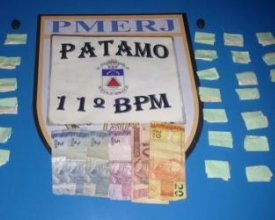 PMERJ
PATAMO
11º BPM
20